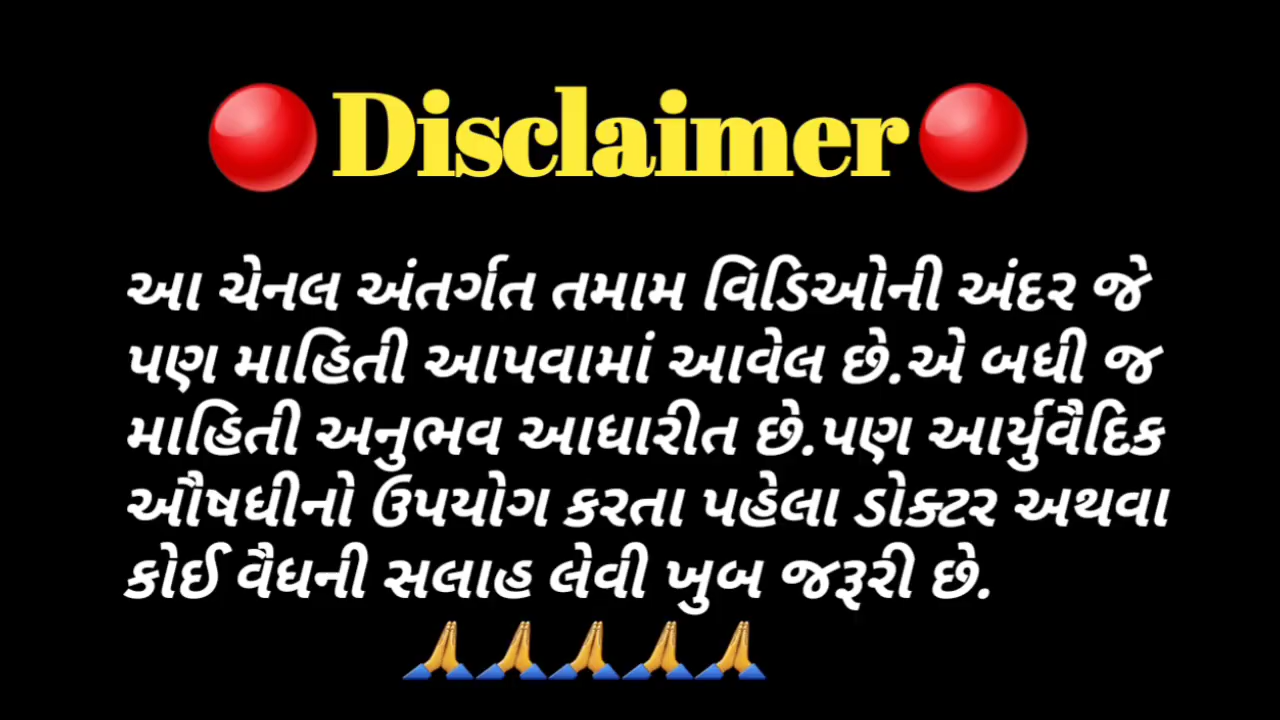 🔴Disclaimer🔴
આ ચેનલ અંતર્ગત તમામ વિડિઓની અંદર જે
પણ માહિતી આપવામાં આવેલ છે.એ બધી જ
માહિતી અનુભવ આધારીત છે.પણ આર્યુવૈદિક
ઔષધીનો ઉપયોગ કરતા પહેલા ડોક્ટર અથવા
કોઈ વૈધની સલાહ લેવી ખુબ જરૂરી છે.
🙏🙏🙏🙏🙏